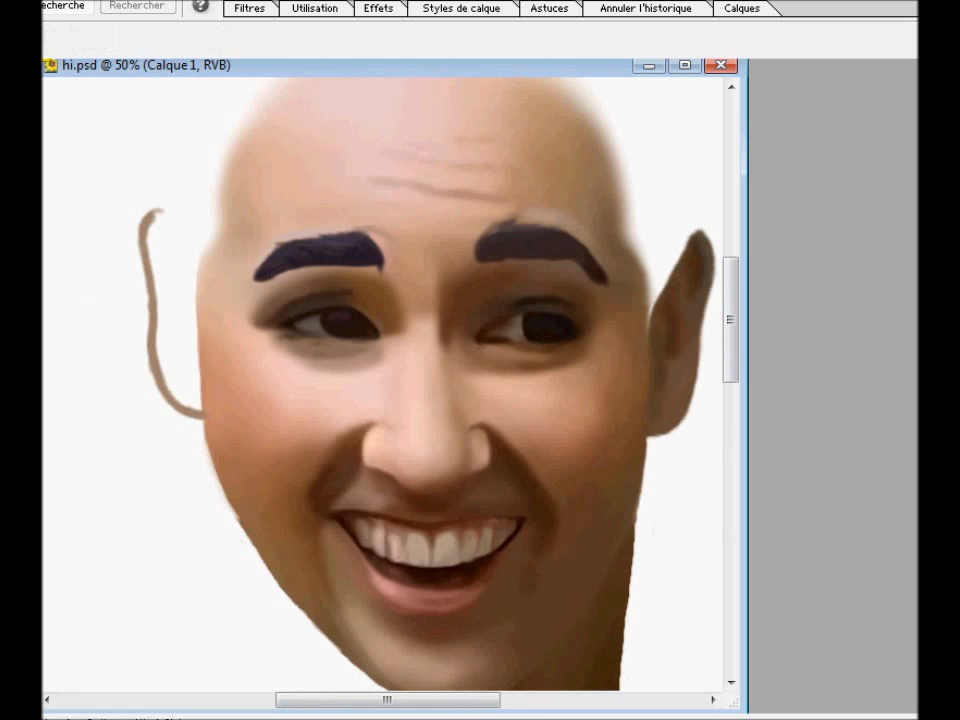 echerche
Rechercher
?
Filtres
Utilisation
Effets
Styles de calque
Astuces
Annuler l'historique
Calques
hi.psd @ 50% (Calque 1, RVB)